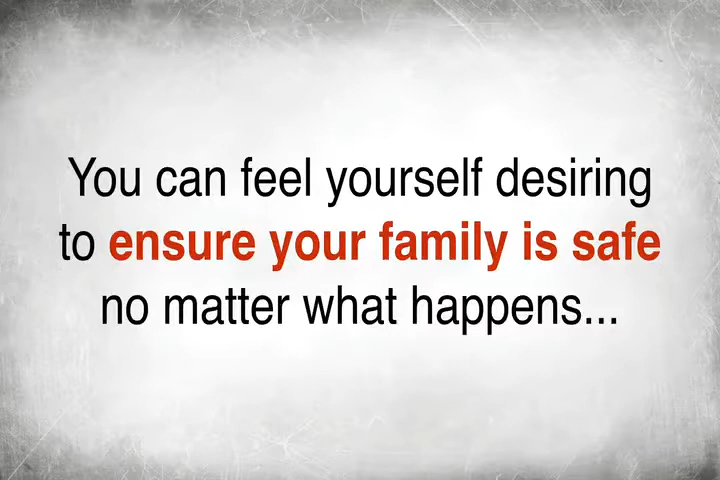 You can feel yourself desiring
to ensure your family is safe
no matter what happens...